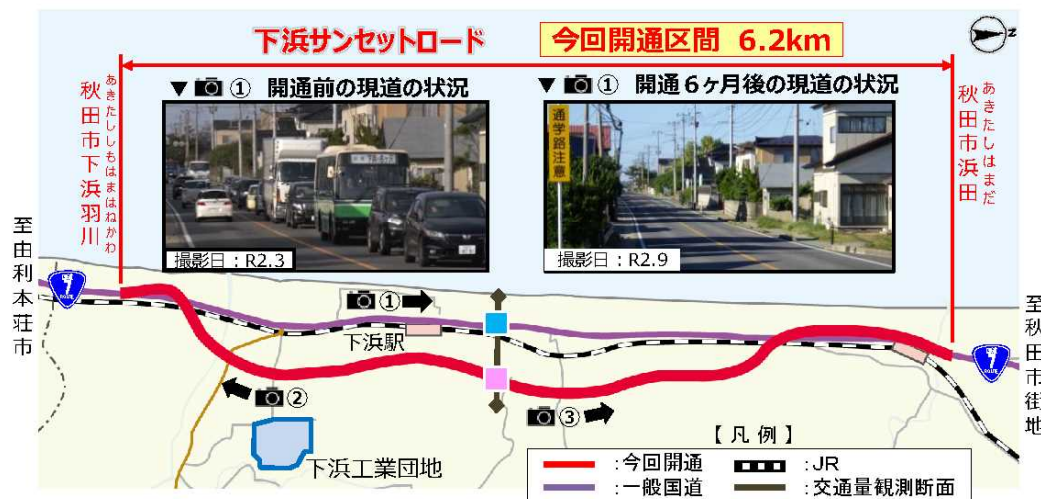 下浜サンセットロード
今回開通区間 6.2km
Z
▼ ① 開通前の現道の状況
▼ ① 開通6ヶ月後の現道の状況
あきたししもはまはねかわ
秋田市下浜羽川
あきたしはまだ
秋田市浜田
通学路注意
撮影日：R2.3
撮影日：R2.9
至由利本荘市
至秋田市街地
7
ROUTE
①
下浜駅
7
ROUTE
②
③
下浜工業団地
【 凡 例 】
:今回開通
:JR
:一般国道
:交通量観測断面